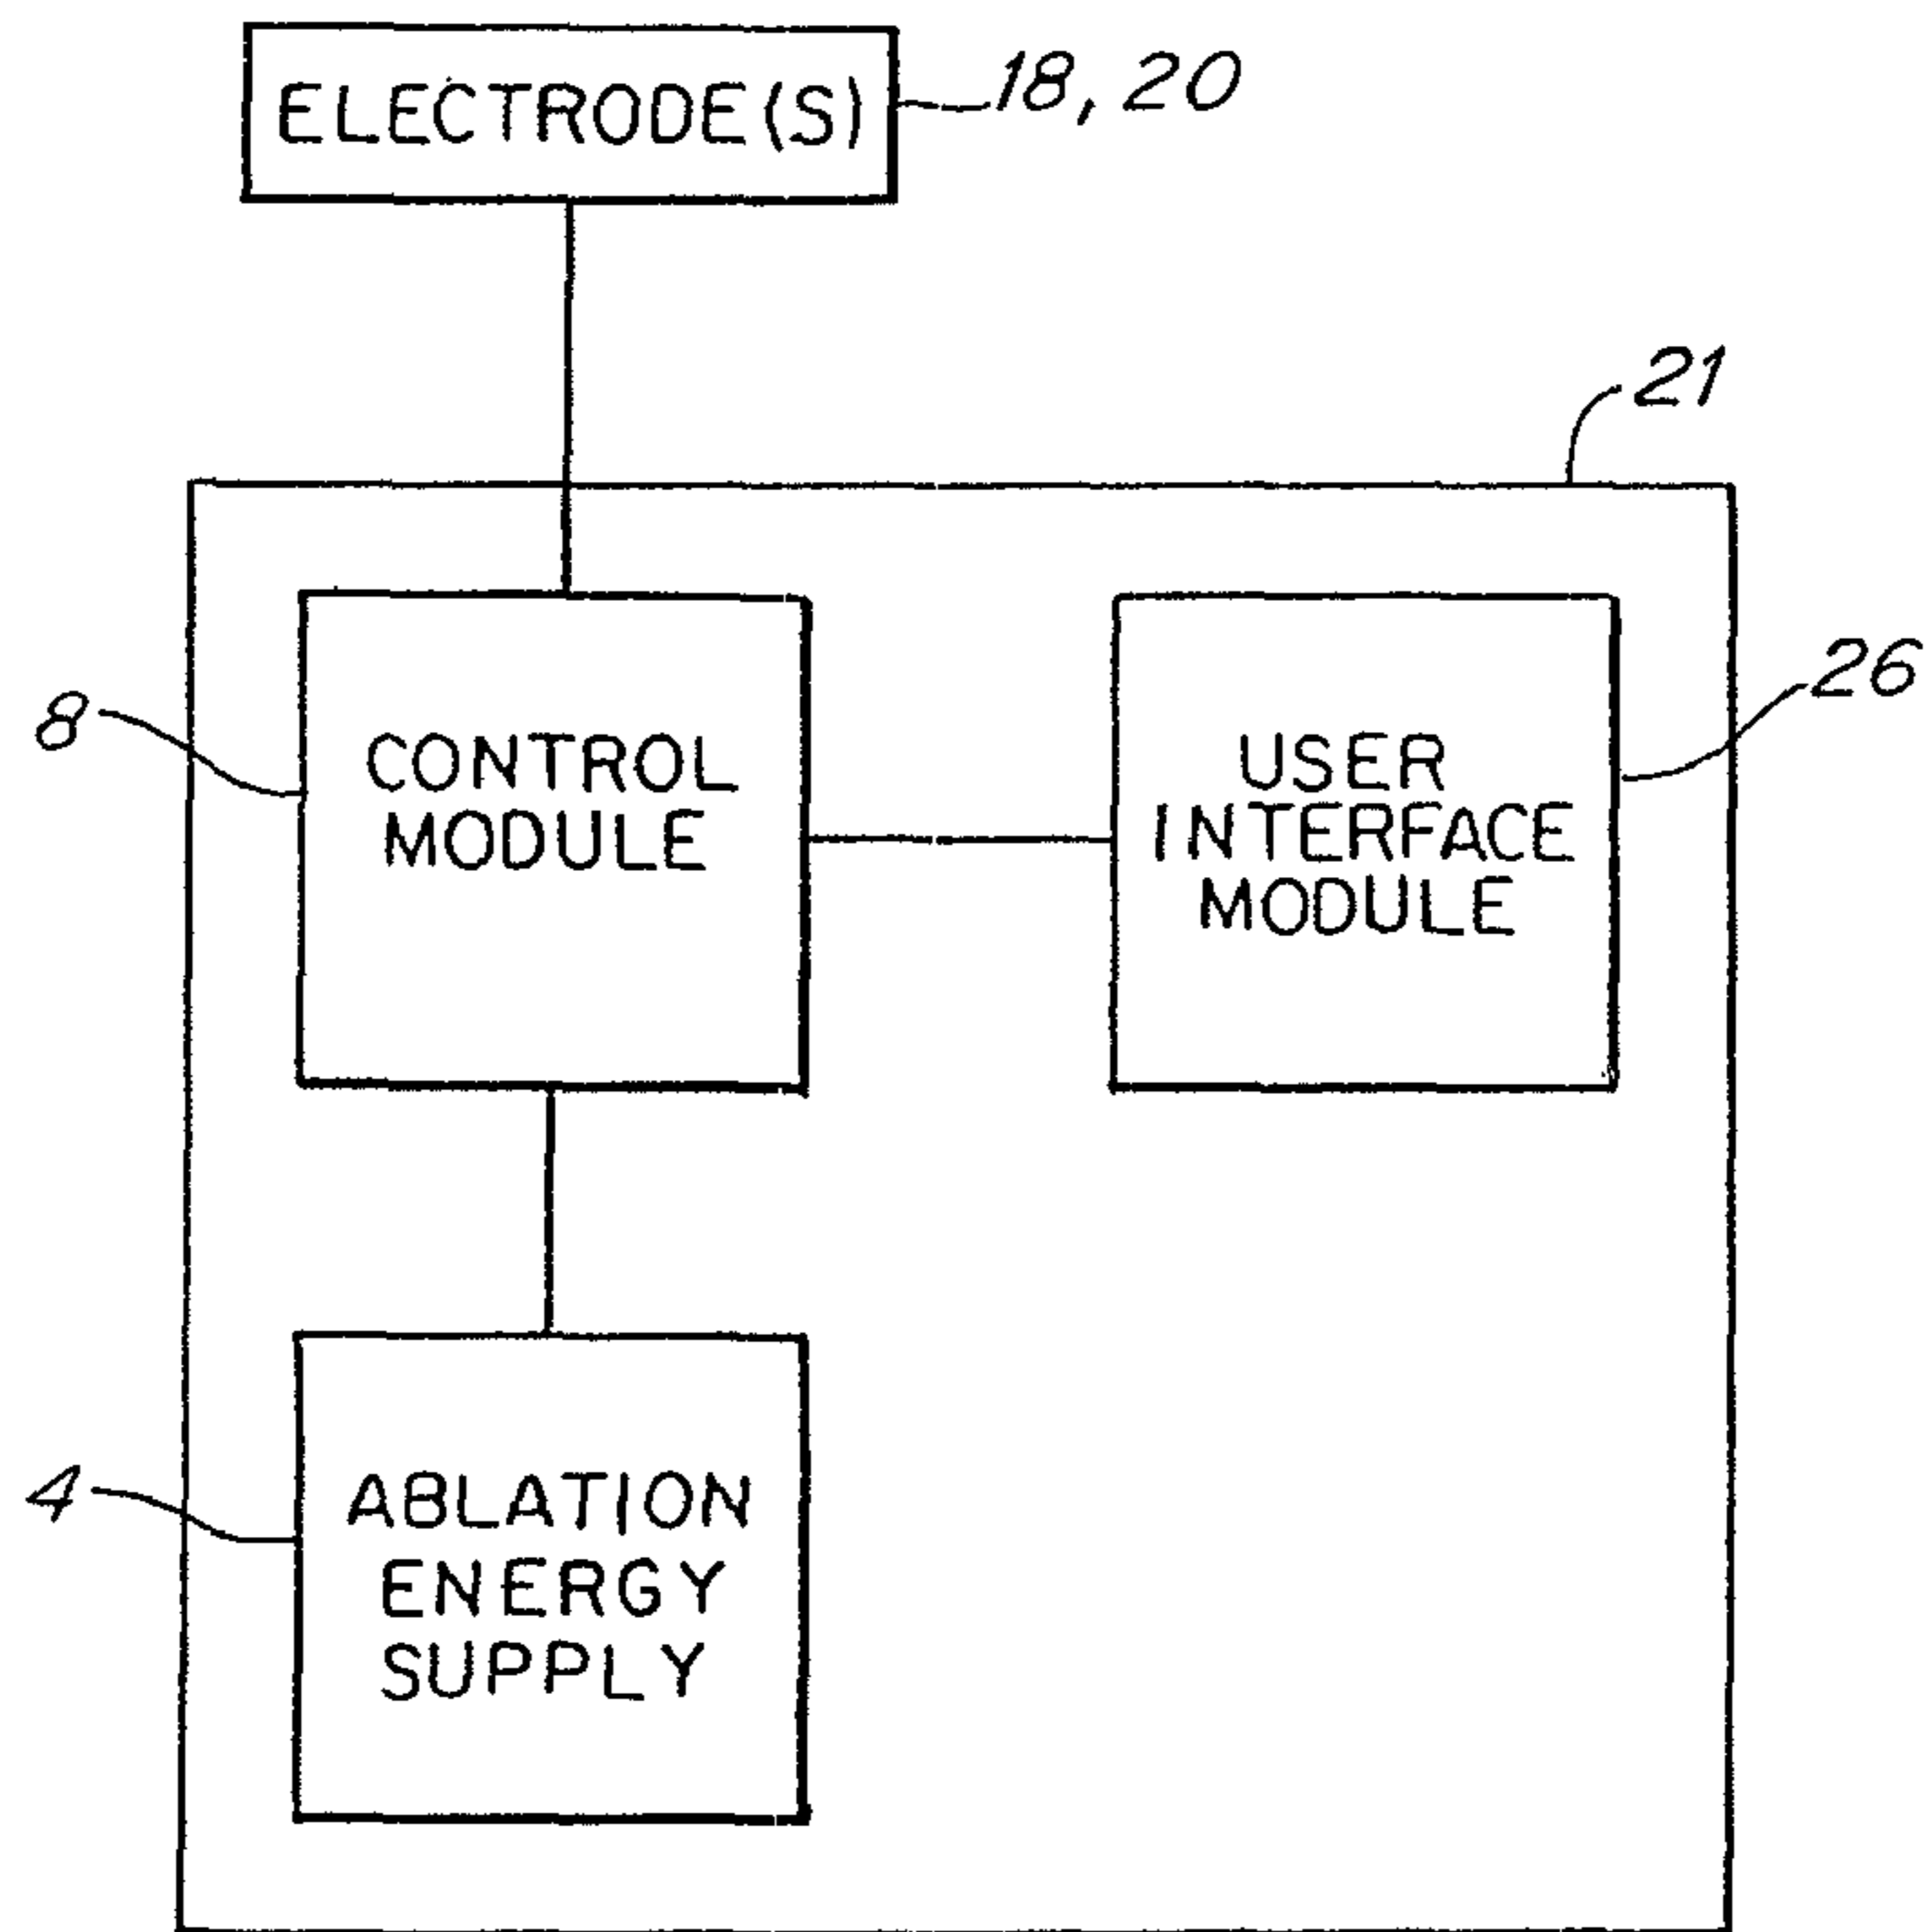 ELECTRODE(S)
18, 20
21
8
CONTROL
MODULE
USER
INTERFACE
MODULE
26
4
ABLATION
ENERGY
SUPPLY